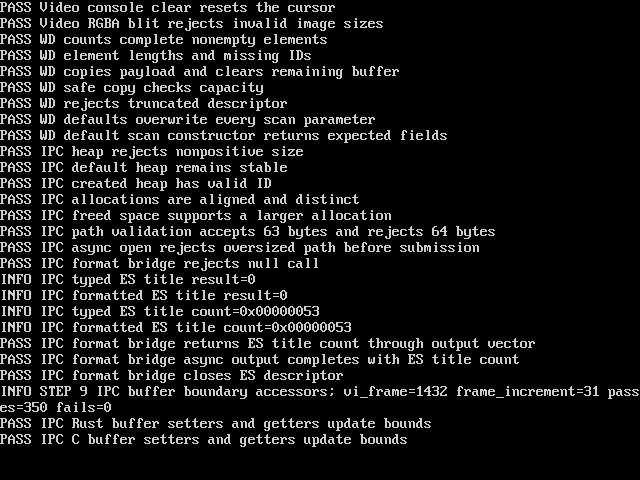 PASS Video console clear resets the cursor
PASS Video RGBA blit rejects invalid image sizes
PASS WD counts complete nonempty elements
PASS WD element lengths and missing IDs
PASS WD copies payload and clears remaining buffer
PASS WD safe copy checks capacity
PASS WD rejects truncated descriptor
PASS WD defaults overwrite every scan parameter
PASS WD default scan constructor returns expected fields
PASS IPC heap rejects nonpositive size
PASS IPC default heap remains stable
PASS IPC created heap has valid ID
PASS IPC allocations are aligned and distinct
PASS IPC freed space supports a larger allocation
PASS IPC path validation accepts 63 bytes and rejects 64 bytes
PASS IPC async open rejects oversized path before submission
PASS IPC format bridge rejects null call
INFO IPC typed ES title result=0
INFO IPC formatted ES title result=0
INFO IPC typed ES title count=0x00000053
INFO IPC formatted ES title count=0x00000053
PASS IPC format bridge returns ES title count through output vector
PASS IPC format bridge async output completes with ES title count
PASS IPC format bridge closes ES descriptor
INFO STEP 9 IPC buffer boundary accessors; vi_frame=1432 frame_increment=31 pass
es=350 fails=0
PASS IPC Rust buffer setters and getters update bounds
PASS IPC C buffer setters and getters update bounds